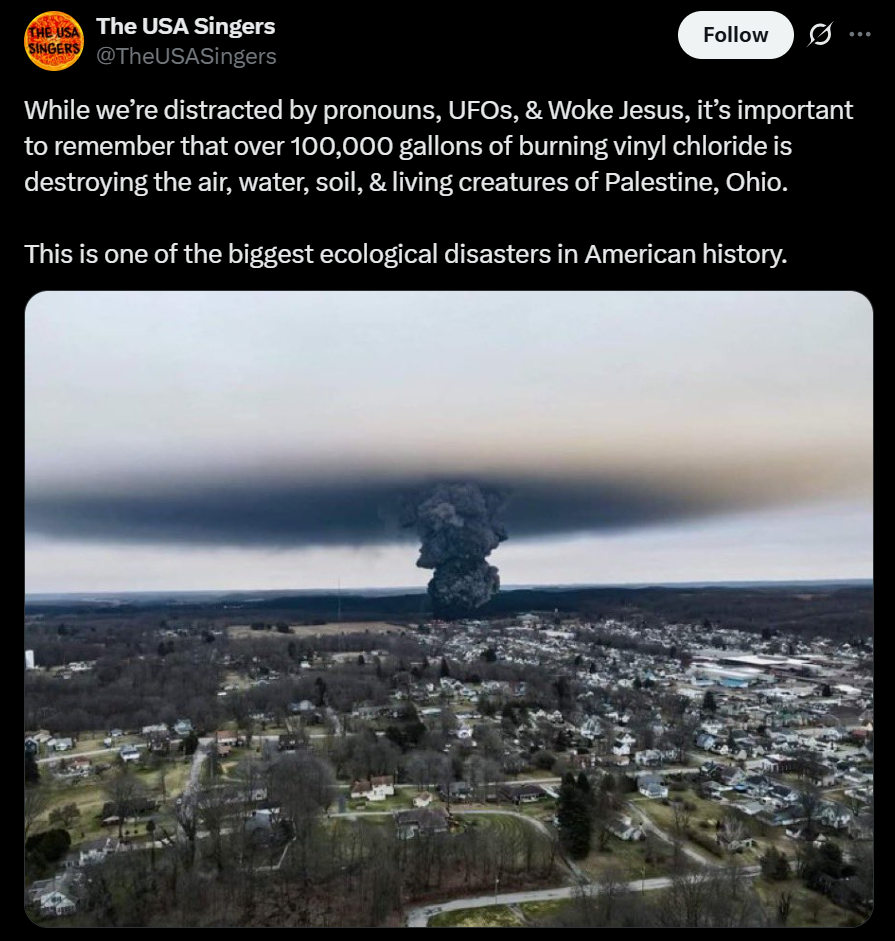 THE USA
SINGERS
The USA Singers
@TheUSASingers
Follow
While we’re distracted by pronouns, UFOs, & Woke Jesus, it’s important
to remember that over 100,000 gallons of burning vinyl chloride is
destroying the air, water, soil, & living creatures of Palestine, Ohio.
This is one of the biggest ecological disasters in American history.